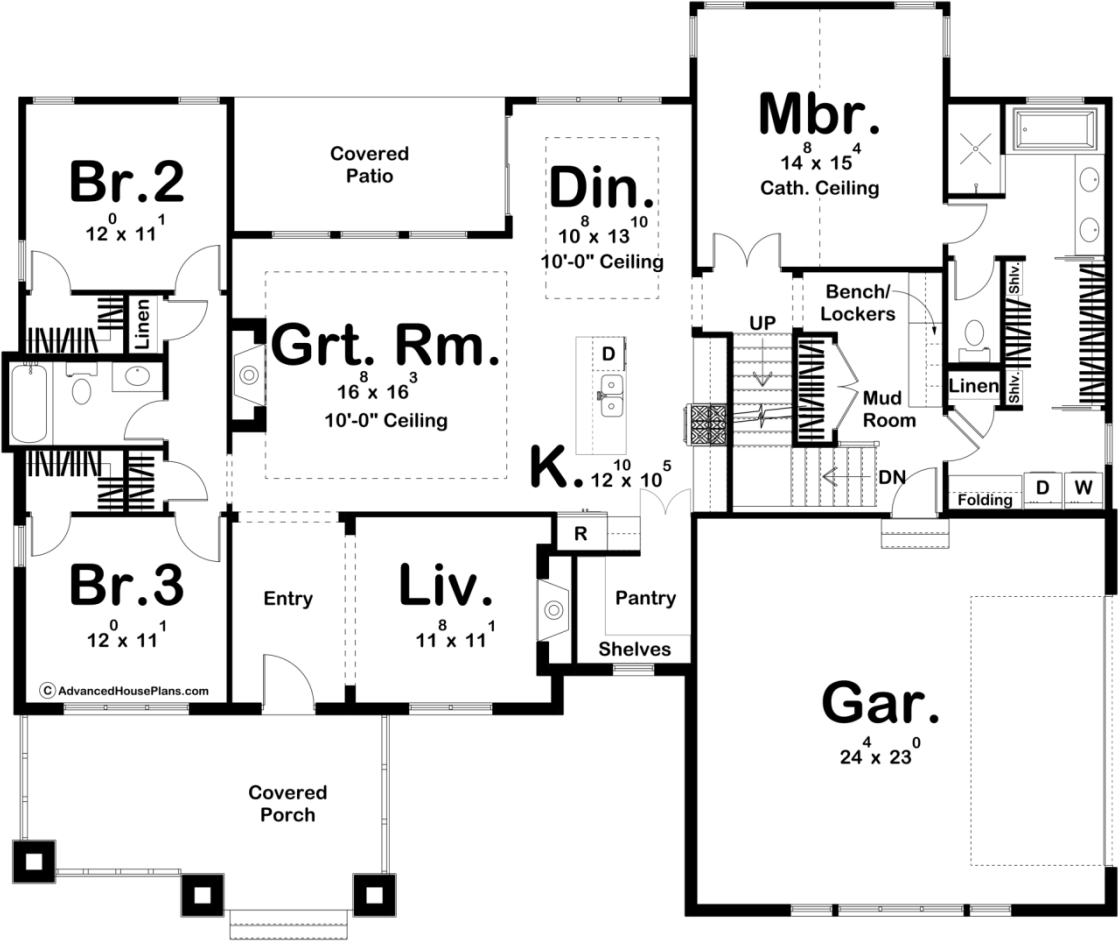 Mbr.
14⁸ x 15⁴
Cath. Ceiling
Covered
Patio
Br.2
12⁰ x 11¹
Din.
10⁸ x 13¹⁰
10'-0" Ceiling
Linen
Grt. Rm.
16⁸ x 16³
10'-0" Ceiling
D
UP
Bench/
Lockers
Shlv.
Mud
Room
Linen
Shlv.
K. 12¹⁰ x 10⁵
DN
Folding
D
W
R
Br.3
12⁰ x 11¹
Entry
Liv.
11⁸ x 11¹
Pantry
Shelves
© AdvancedHousePlans.com
Gar.
24⁴ x 23⁰
Covered
Porch